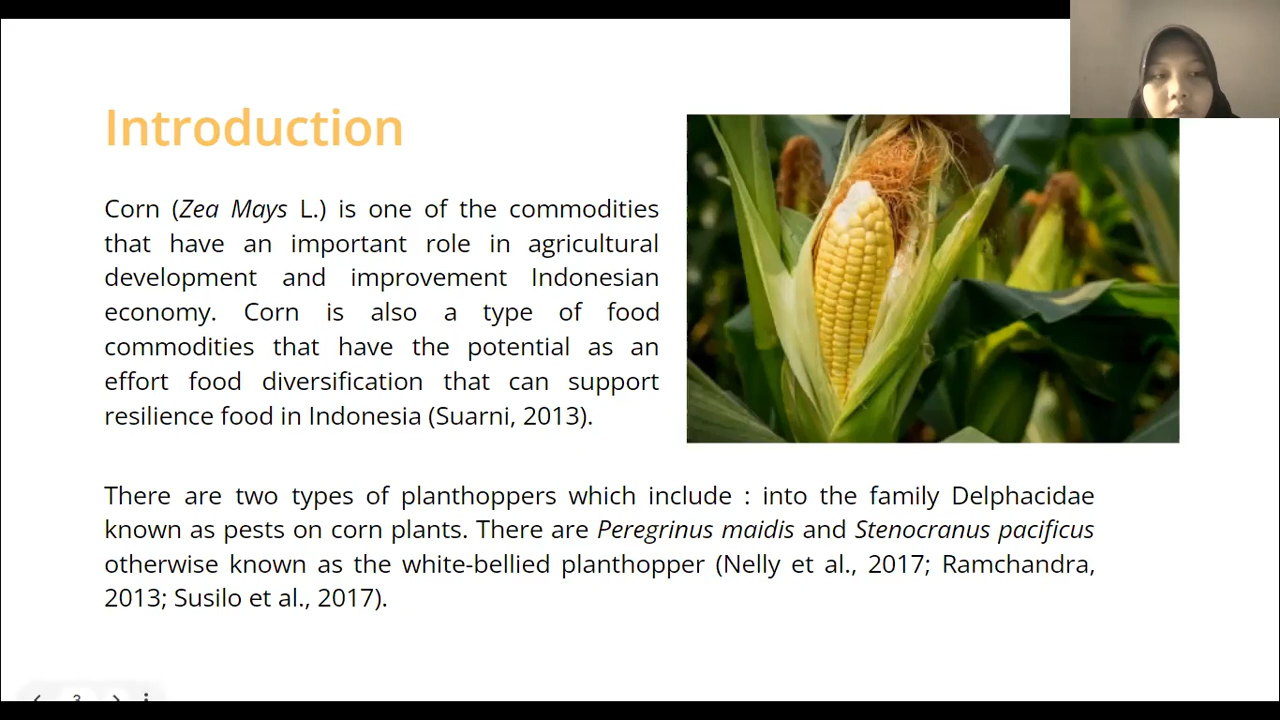 Introduction
Corn (Zea Mays L.) is one of the commodities
that have an important role in agricultural
development and improvement Indonesian
economy. Corn is also a type of food
commodities that have the potential as an
effort food diversification that can support
resilience food in Indonesia (Suarni, 2013).
There are two types of planthoppers which include : into the family Delphacidae
known as pests on corn plants. There are Peregrinus maidis and Stenocranus pacificus
otherwise known as the white-bellied planthopper (Nelly et al., 2017; Ramchandra,
2013; Susilo et al., 2017).
3